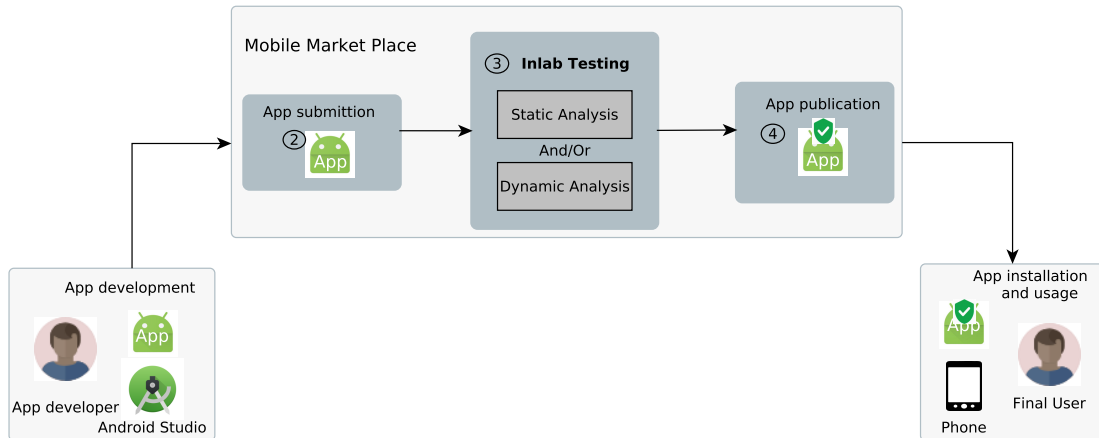 Mobile Market Place
App submittion
2
App
3 Inlab Testing
Static Analysis
And/Or
Dynamic Analysis
App publication
4
App
App development
App
App developer
Android Studio
App installation
and usage
App
Phone
Final User